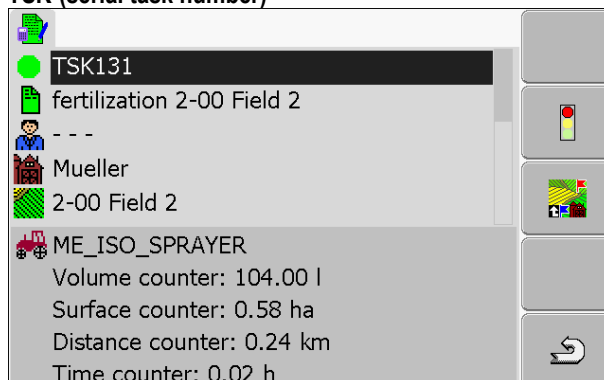 TSK (serial task number)
TSK131
fertilization 2-00 Field 2
- - -
Mueller
2-00 Field 2
ME_ISO_SPRAYER
Volume counter: 104.00 l
Surface counter: 0.58 ha
Distance counter: 0.24 km
Time counter: 0.02 h